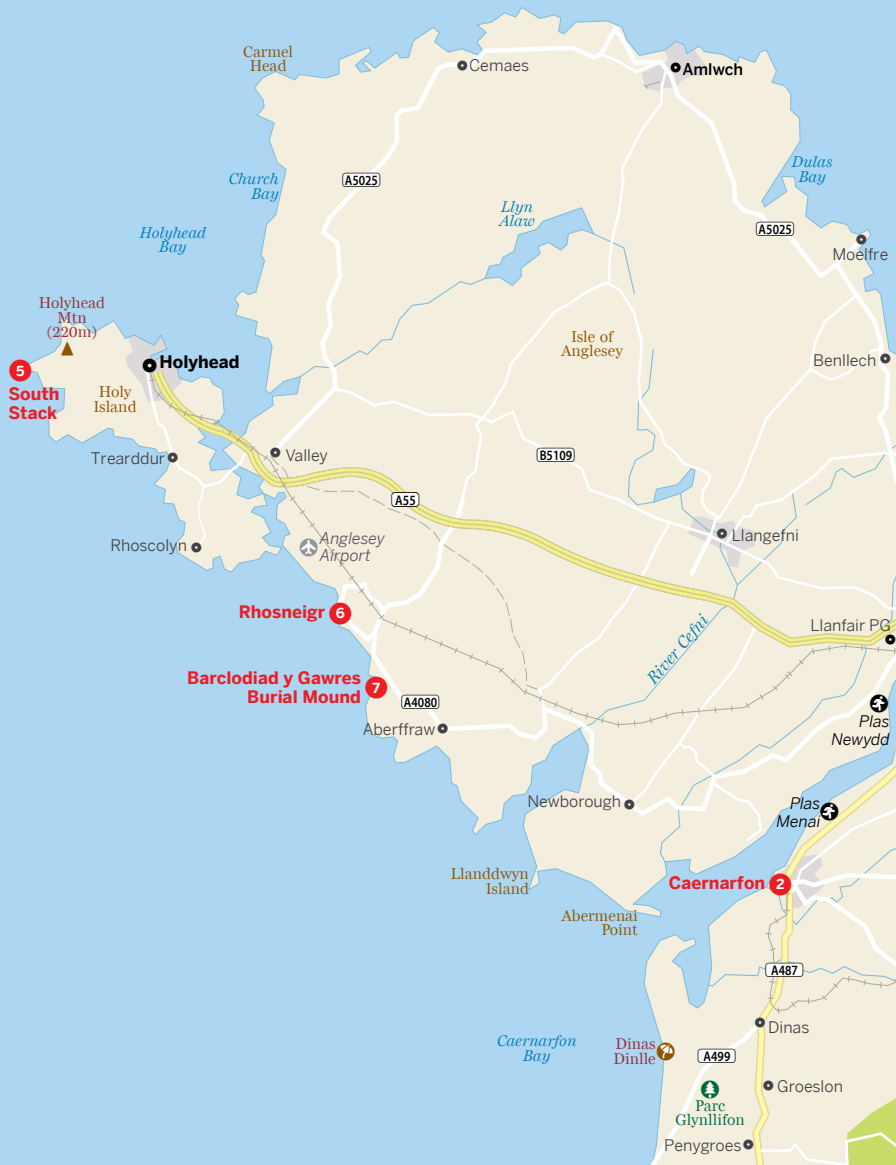 Carmel
Head
Cemaes
Amlwch
Church
Bay
A5025
Dulas
Bay
Llyn
Alaw
Holyhead
Bay
A5025
Moelfre
Holyhead
Mtn
(220m)
Isle of
Anglesey
Benllech
5
South
Stack
Holyhead
Holy
Island
Trearddur
Valley
B5109
A55
Llangefni
Rhoscolyn
Anglesey
Airport
Rhosneigr 6
Llanfair PG
River Cefni
Barclodiad y Gawres
Burial Mound
7
A4080
Aberffraw
Plas
Newydd
Newborough
Plas
Menai
Llanddwyn
Island
Caernarfon 2
Abermenai
Point
A487
Caernarfon
Bay
Dinas
Dinas
Dinlle
A499
Groeslon
Parc
Glynllifon
Penygroes